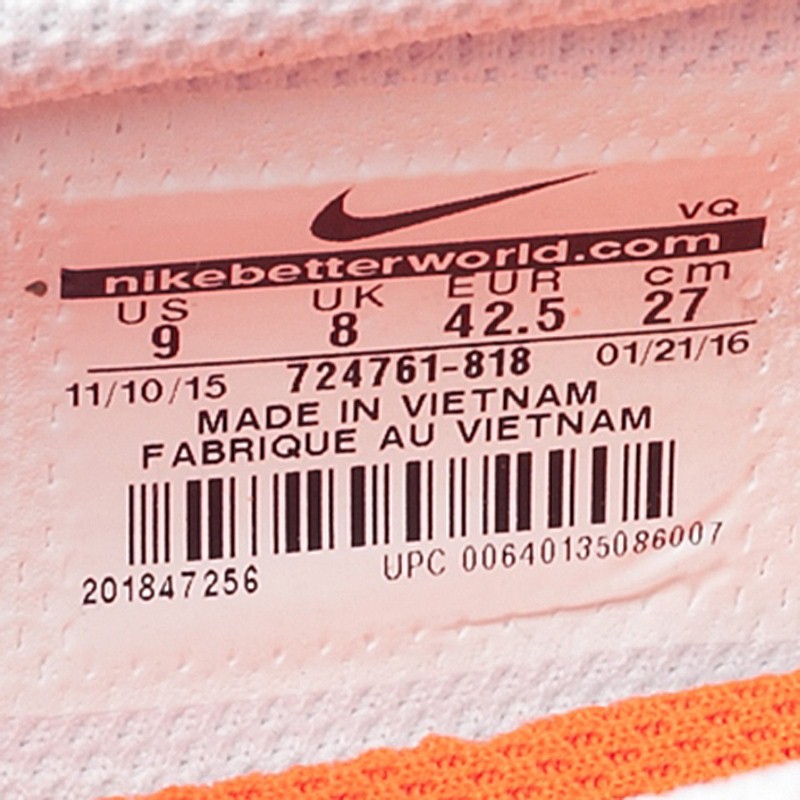 VQ
nikebetterworld.com
US UK EUR cm
9 8 42.5 27
11/10/15 724761-818 01/21/16
MADE IN VIETNAM
FABRIQUE AU VIETNAM
201847256 UPC 00640135086007